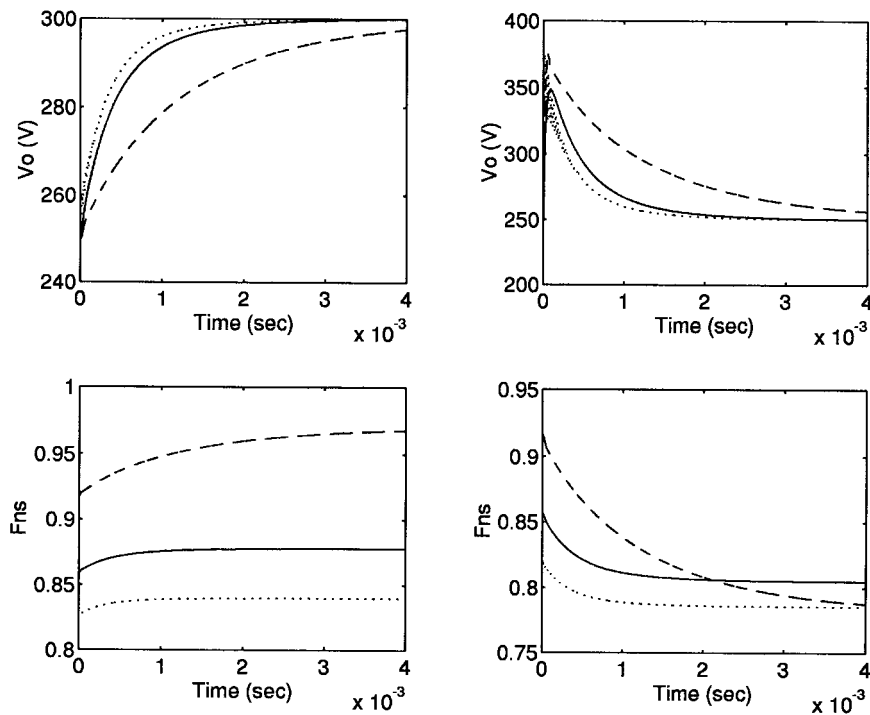 300
280
260
240
Vo (V)
0 1 2 3 4
Time (sec)
x 10-3
400
350
300
250
200
Vo (V)
0 1 2 3 4
Time (sec)
x 10-3
1
0.95
0.9
0.85
0.8
Fns
0 1 2 3 4
Time (sec)
x 10-3
0.95
0.9
0.85
0.8
0.75
Fns
0 1 2 3 4
Time (sec)
x 10-3